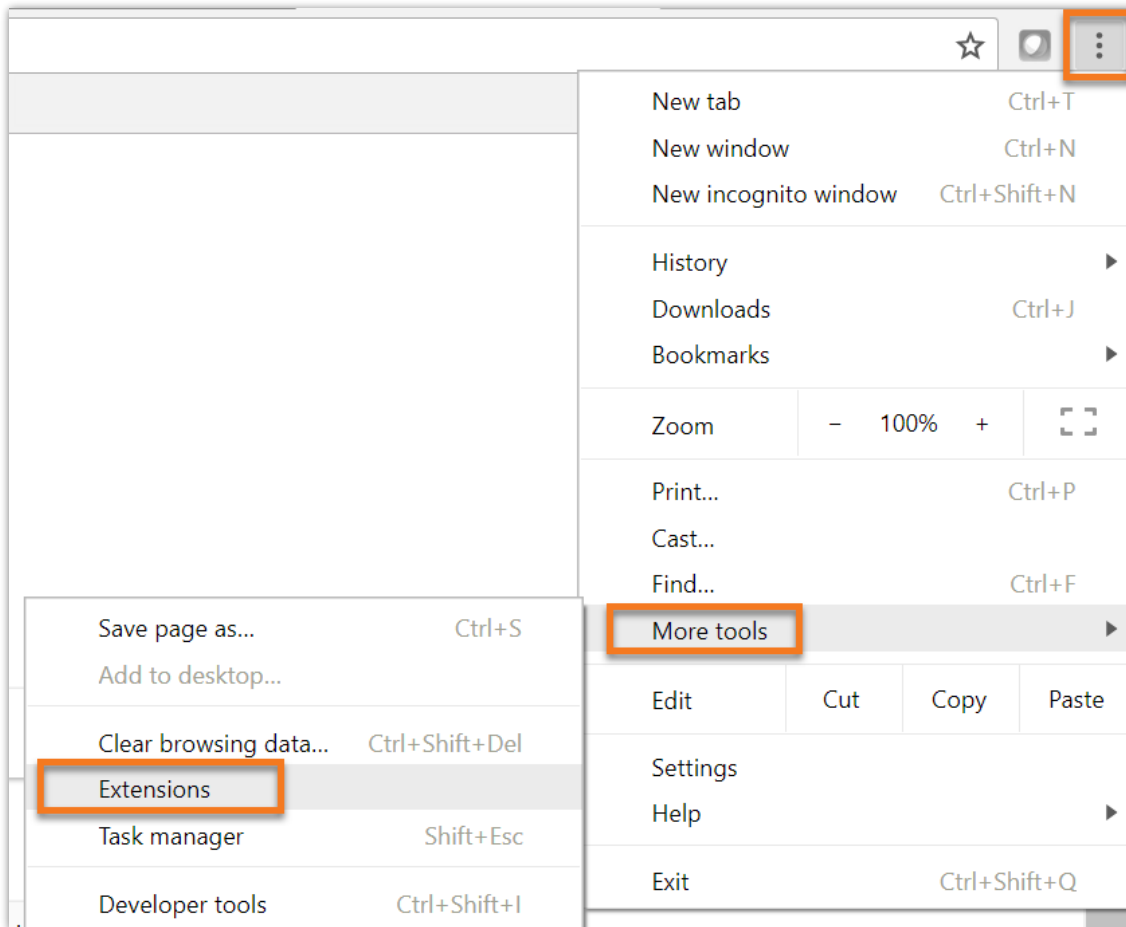 New tab Ctrl+T
New window Ctrl+N
New incognito window Ctrl+Shift+N
History
Downloads Ctrl+J
Bookmarks
Zoom − 100% +
Print... Ctrl+P
Cast...
Find... Ctrl+F
More tools
Edit Cut Copy Paste
Settings
Help
Exit Ctrl+Shift+Q
Save page as... Ctrl+S
Add to desktop...
Clear browsing data... Ctrl+Shift+Del
Extensions
Task manager Shift+Esc
Developer tools Ctrl+Shift+I